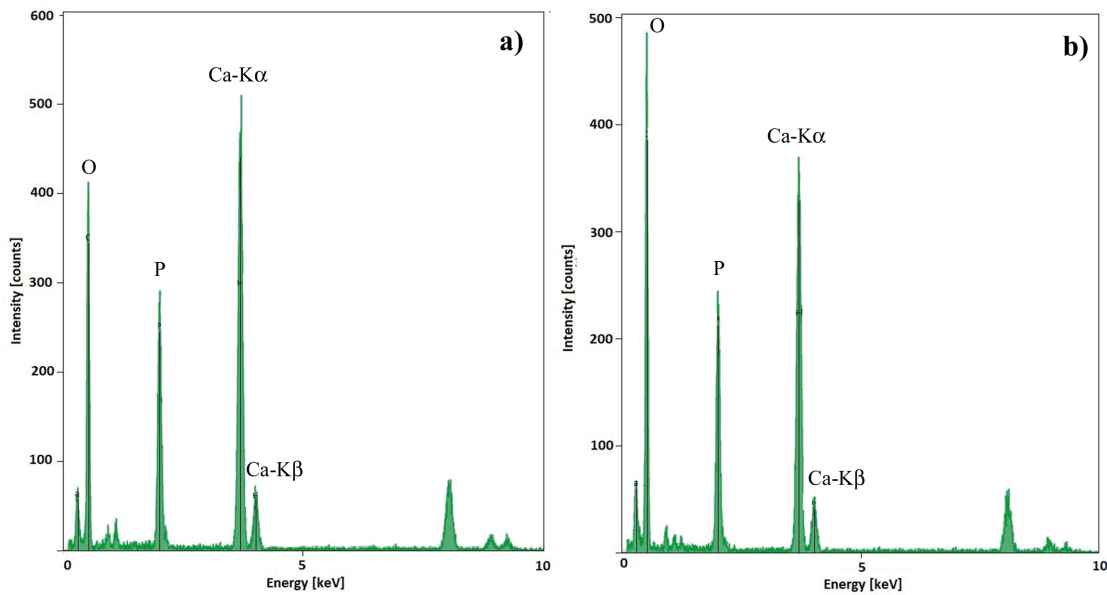 600
500
400
300
200
100
0
5
10
Intensity [counts]
Energy [keV]
a)
O
P
Ca-Kα
Ca-Kβ
500
400
300
200
100
0
5
10
Intensity [counts]
Energy [keV]
b)
O
P
Ca-Kα
Ca-Kβ